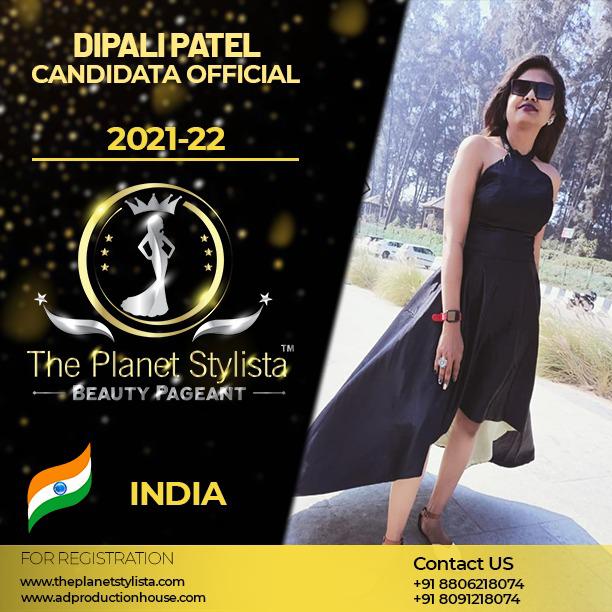 DIPALI PATEL
CANDIDATA OFFICIAL
2021-22
The Planet Stylista™
BEAUTY PAGEANT
INDIA
FOR REGISTRATION
www.theplanetstylista.com
www.adproductionhouse.com
Contact US
+91 8806218074
+91 8091218074